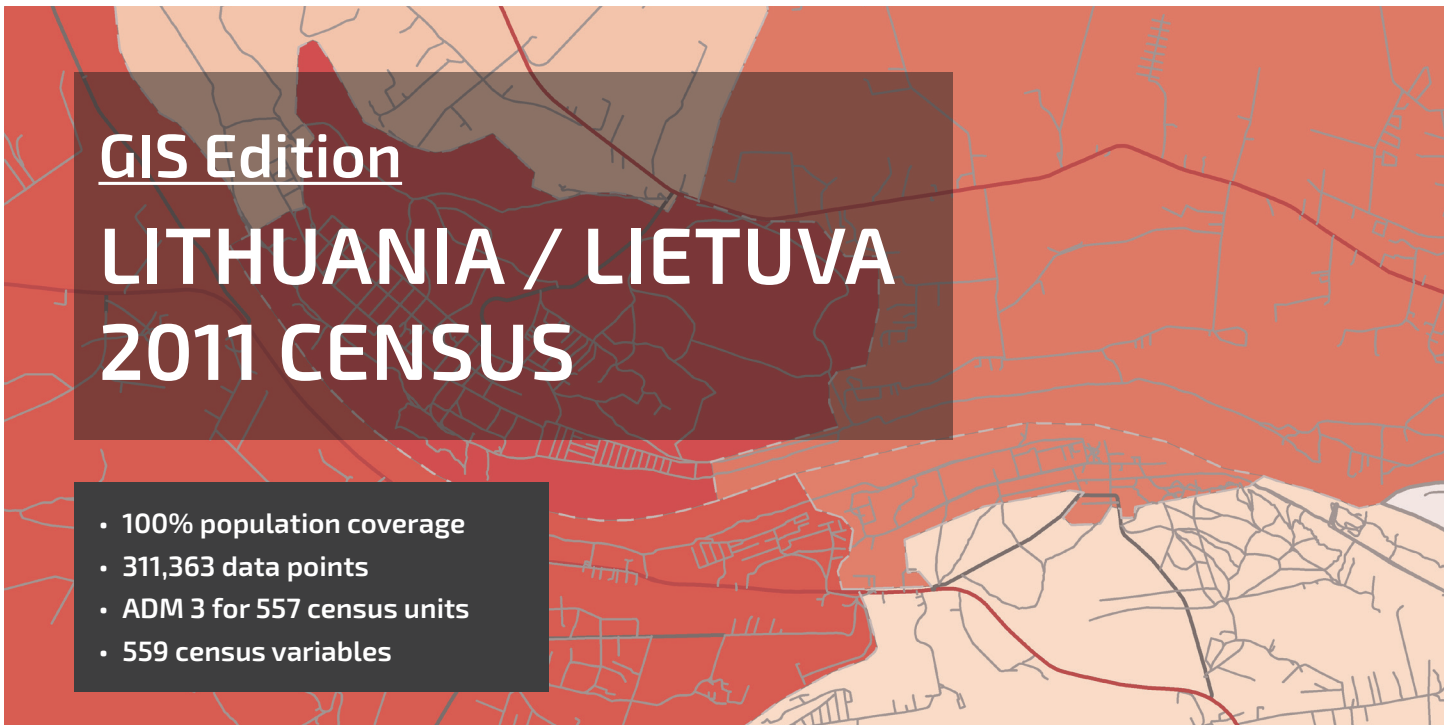 GIS Edition
LITHUANIA / LIETUVA
2011 CENSUS
• 100% population coverage
• 311,363 data points
• ADM 3 for 557 census units
• 559 census variables